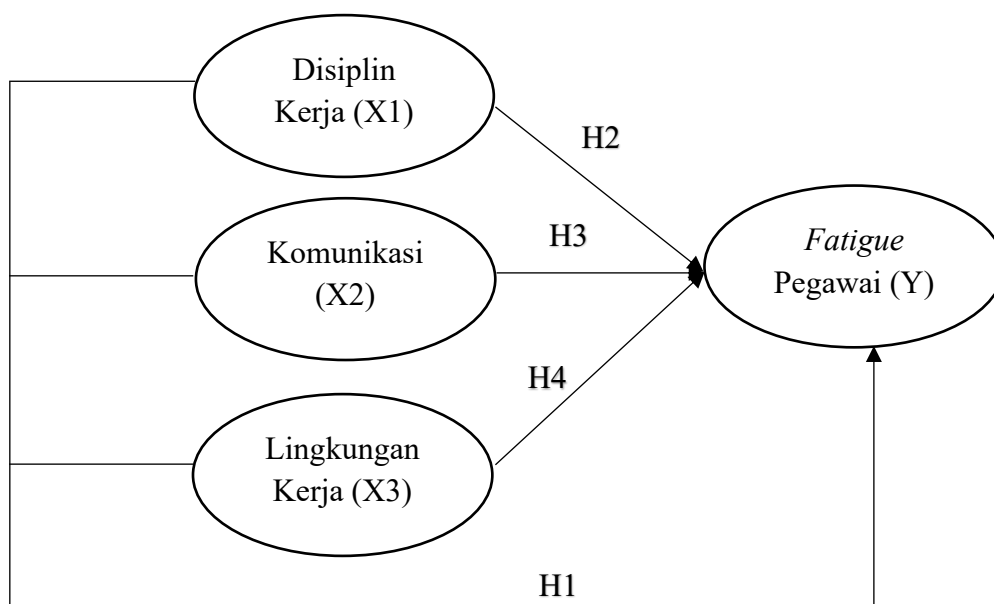 Disiplin
Kerja (X1)
H2
Komunikasi
(X2)
H3
Fatigue
Pegawai (Y)
H4
Lingkungan
Kerja (X3)
H1